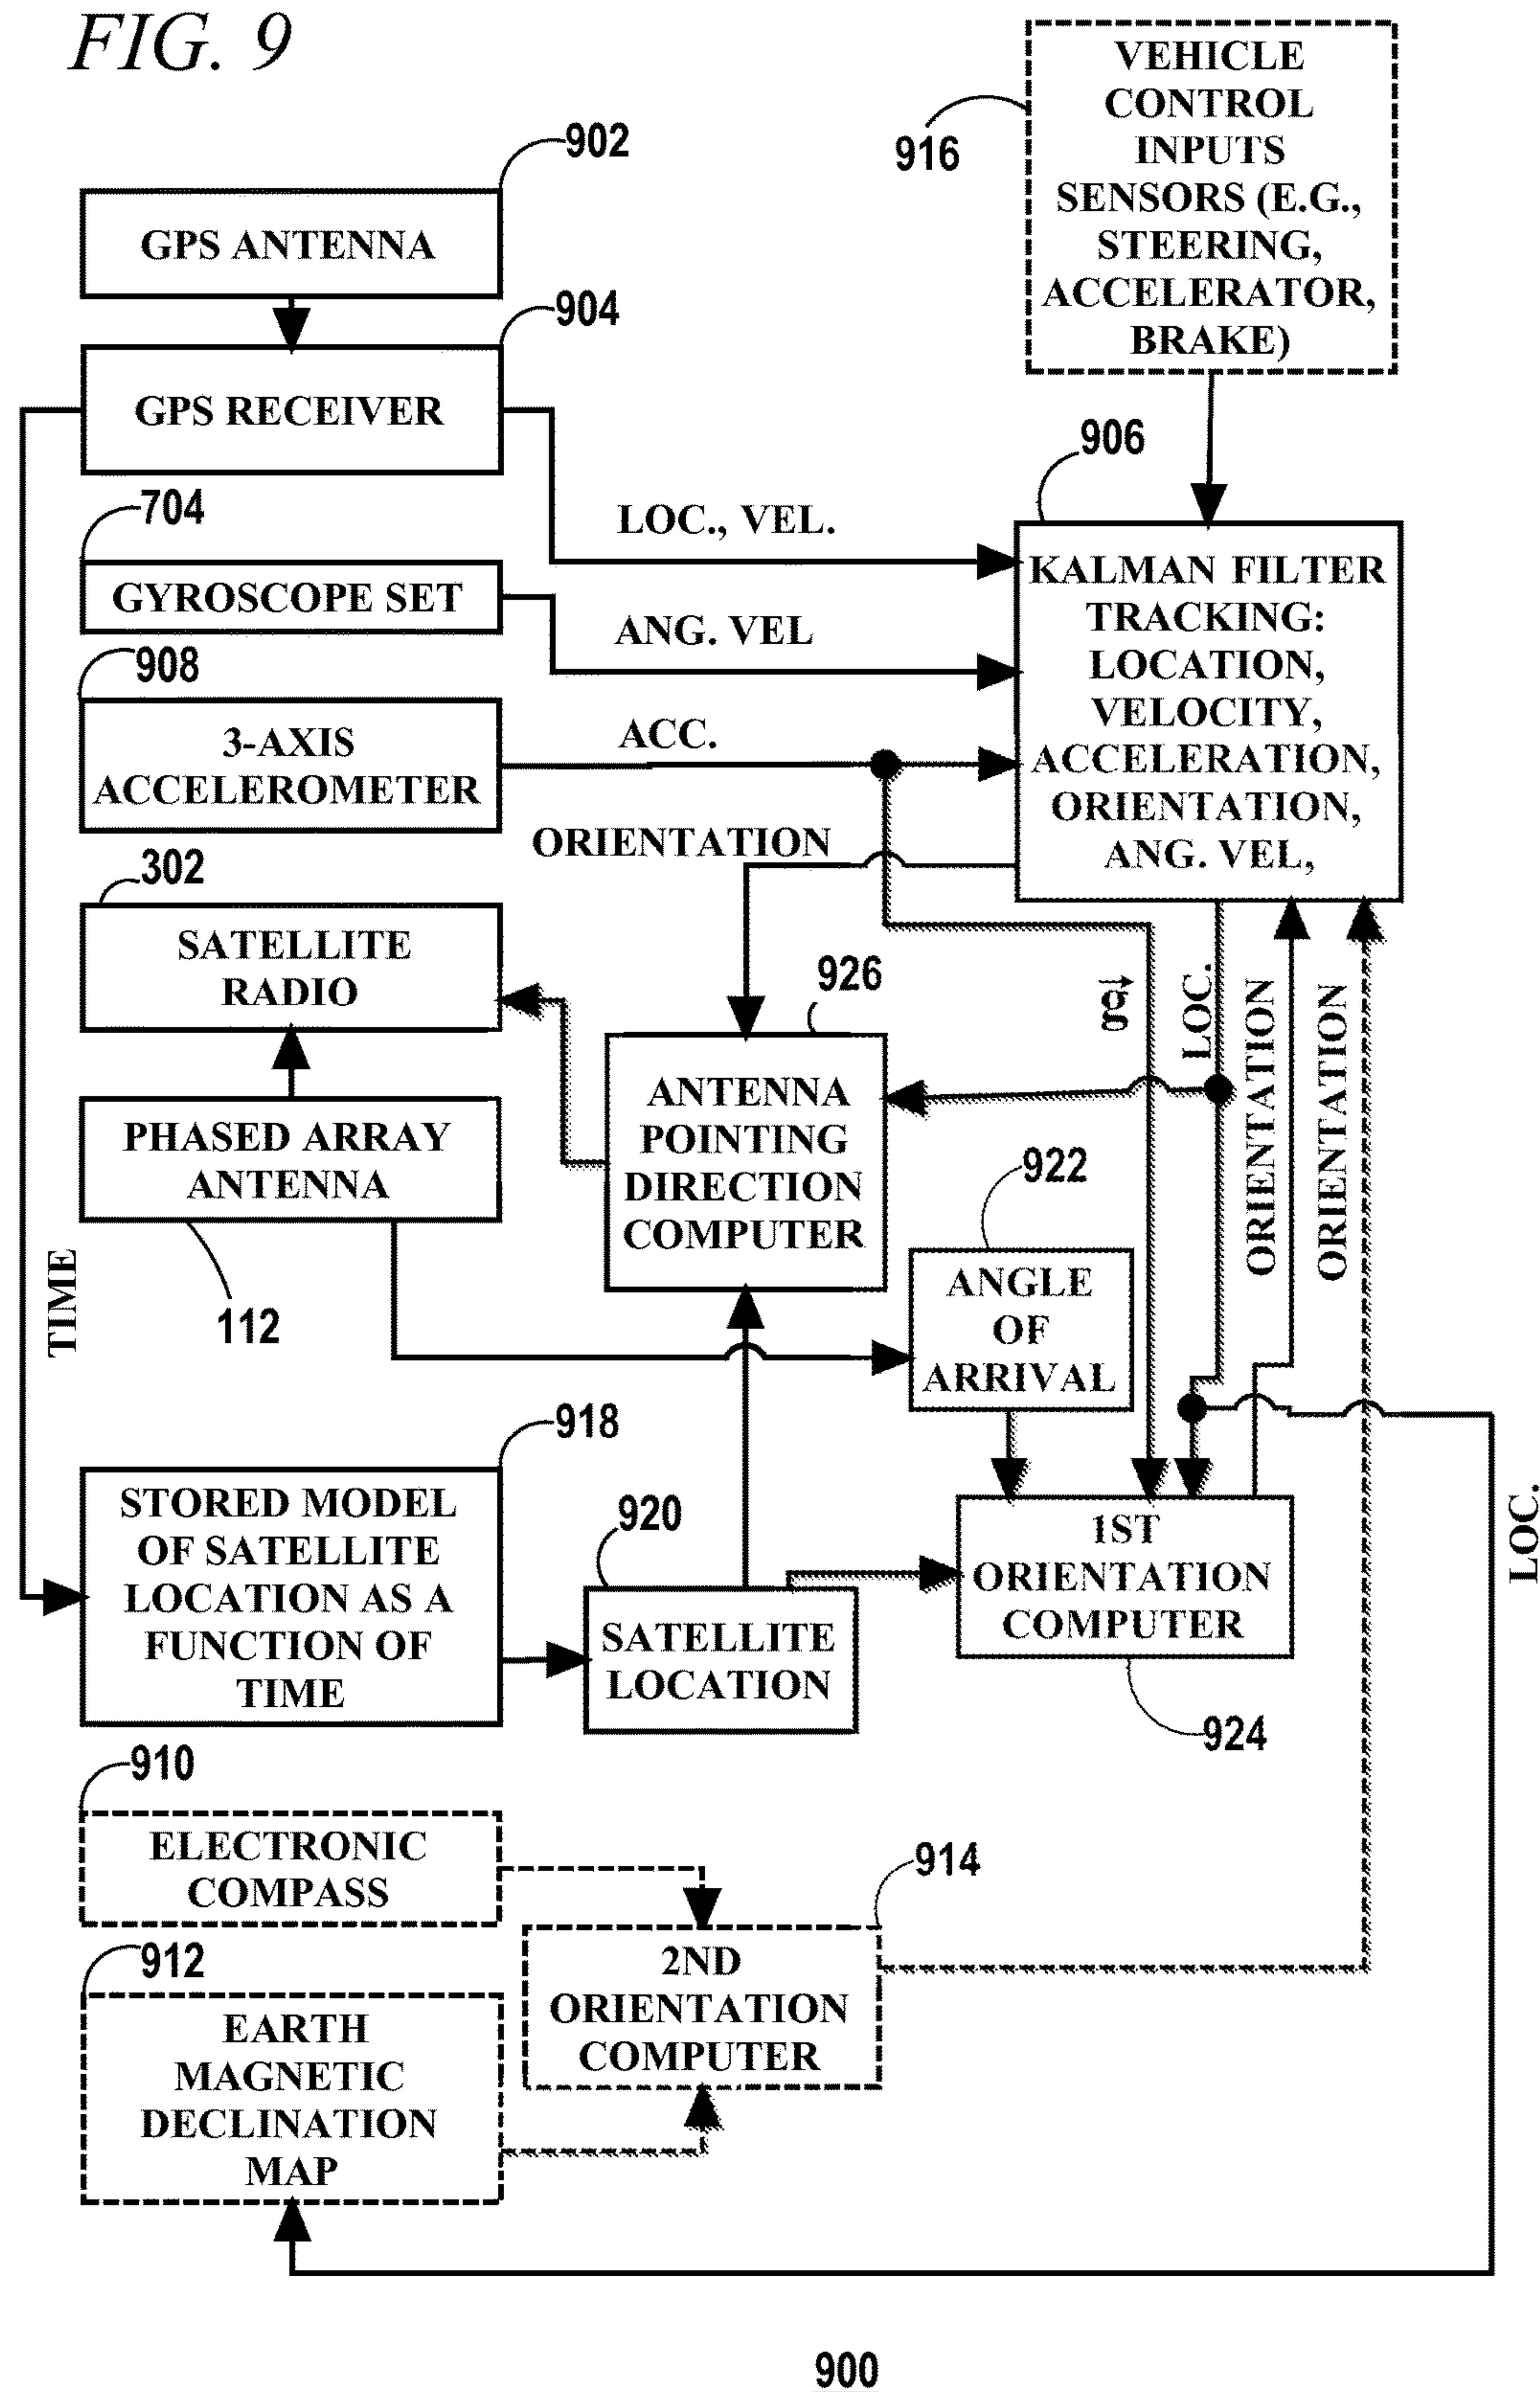 FIG. 9
902
GPS ANTENNA
904
GPS RECEIVER
704
GYROSCOPE SET
908
3-AXIS
ACCELEROMETER
302
SATELLITE
RADIO
PHASED ARRAY
ANTENNA
112
TIME
918
STORED MODEL
OF SATELLITE
LOCATION AS A
FUNCTION OF
TIME
920
SATELLITE
LOCATION
910
ELECTRONIC
COMPASS
912
EARTH
MAGNETIC
DECLINATION
MAP
914
2ND
ORIENTATION
COMPUTER
916
VEHICLE
CONTROL
INPUTS
SENSORS (E.G.,
STEERING,
ACCELERATOR,
BRAKE)
906
KALMAN FILTER
TRACKING:
LOCATION,
VELOCITY,
ACCELERATION,
ORIENTATION,
ANG. VEL,
LOC., VEL.
ANG. VEL
ACC.
ORIENTATION
926
ANTENNA
POINTING
DIRECTION
COMPUTER
LOC.
ORIENTATION
ORIENTATION
922
ANGLE
OF
ARRIVAL
1ST
ORIENTATION
COMPUTER
924
LOC.
900